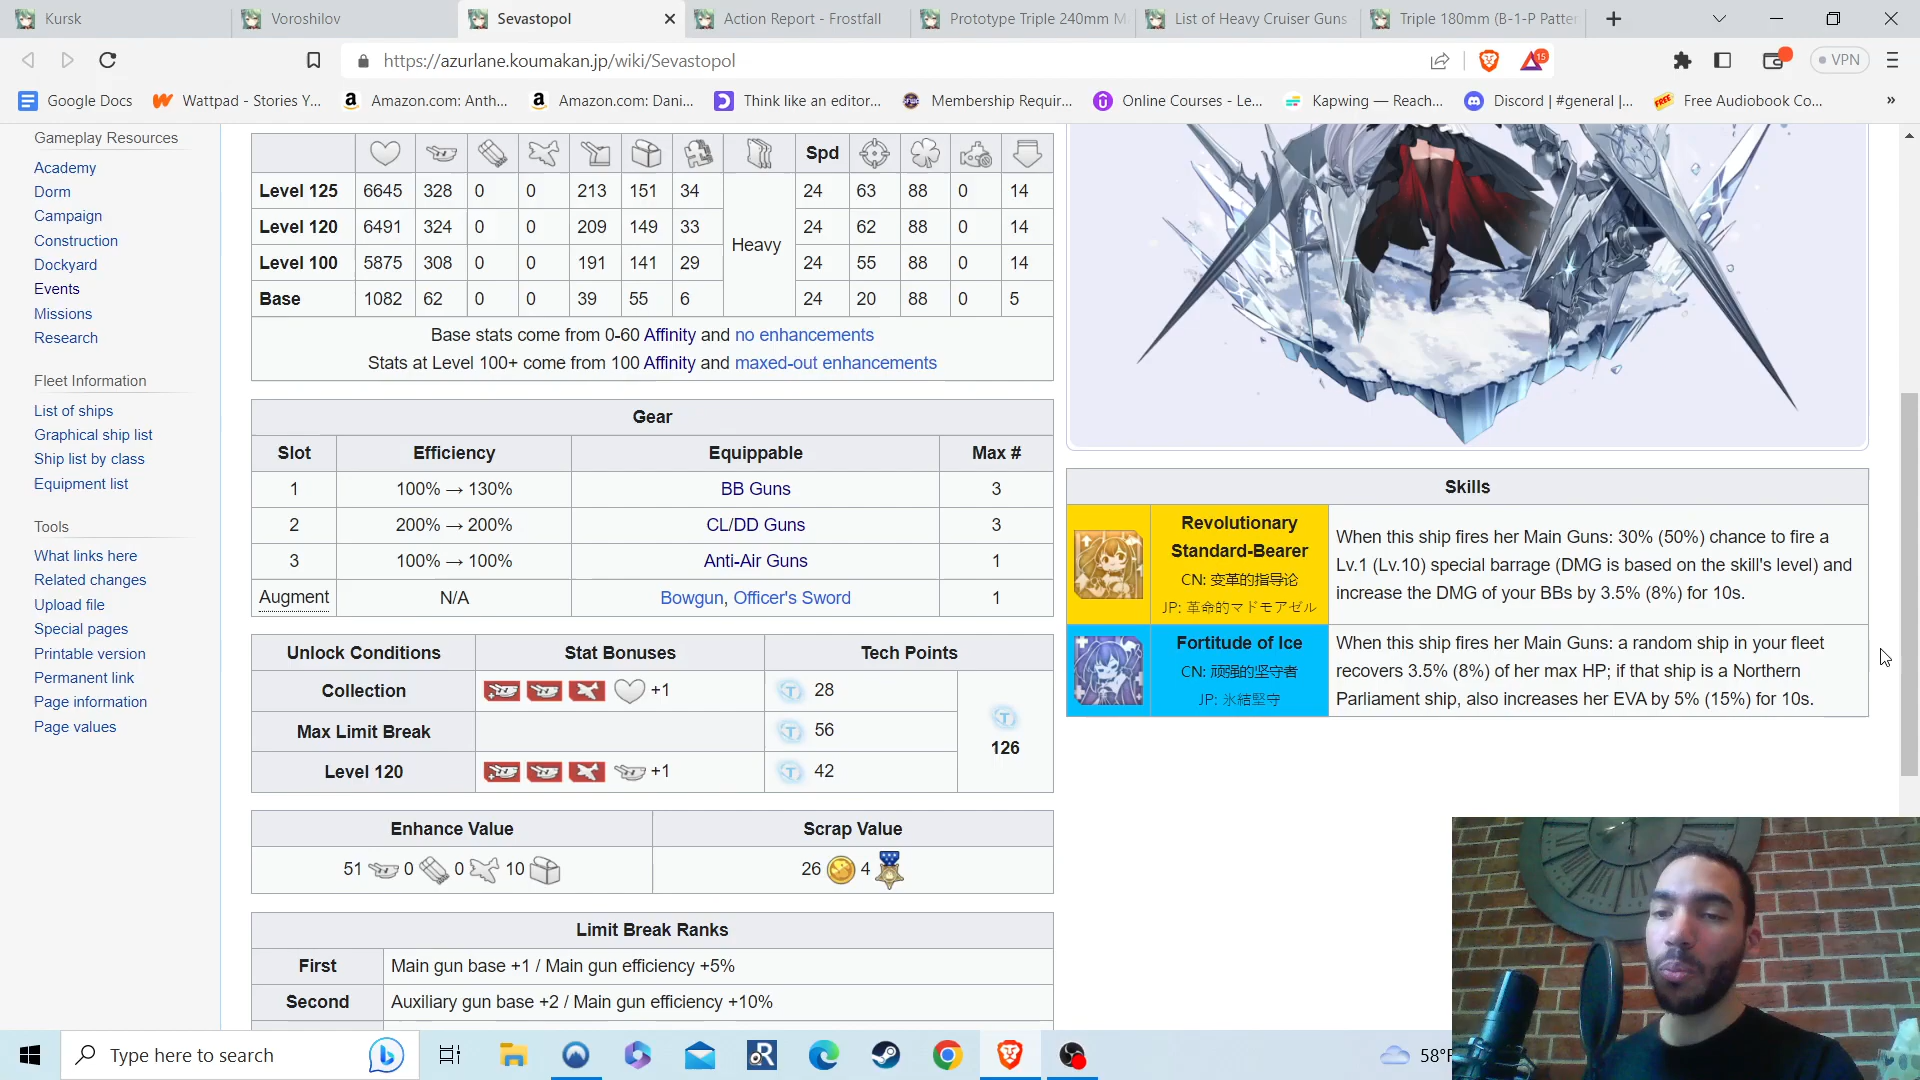 Kursk
Voroshilov
Sevastopol
Action Report - Frostfall
Prototype Triple 240mm M
List of Heavy Cruiser Guns
Triple 180mm (B-1-P Patter
https://azurlane.koumakan.jp/wiki/Sevastopol
15
VPN
Google Docs
Wattpad - Stories Y...
Amazon.com: Anth...
Amazon.com: Dani...
Think like an editor...
Membership Requir...
Online Courses - Le...
Kapwing — Reach...
Discord | #general |...
FREE
Free Audiobook Co...
»
Gameplay Resources
Academy
Dorm
Campaign
Construction
Dockyard
Events
Missions
Research
Fleet Information
List of ships
Graphical ship list
Ship list by class
Equipment list
Tools
What links here
Related changes
Upload file
Special pages
Printable version
Permanent link
Page information
Page values
Spd
Level 125 6645 328 0 0 213 151 34 Heavy 24 63 88 0 14
Level 120 6491 324 0 0 209 149 33 24 62 88 0 14
Level 100 5875 308 0 0 191 141 29 24 55 88 0 14
Base 1082 62 0 0 39 55 6 24 20 88 0 5
Base stats come from 0-60 Affinity and no enhancements
Stats at Level 100+ come from 100 Affinity and maxed-out enhancements
Gear
Slot Efficiency Equippable Max #
1 100% → 130% BB Guns 3
2 200% → 200% CL/DD Guns 3
3 100% → 100% Anti-Air Guns 1
Augment N/A Bowgun, Officer's Sword 1
Unlock Conditions Stat Bonuses Tech Points
Collection +1 T 28
Max Limit Break T 56
T 126
Level 120 +1 T 42
Enhance Value Scrap Value
51 0 0 10 26 4
Limit Break Ranks
First Main gun base +1 / Main gun efficiency +5%
Second Auxiliary gun base +2 / Main gun efficiency +10%
Skills
Revolutionary
Standard-Bearer
CN: 变革的指导论
JP: 革命的マドモアゼル
When this ship fires her Main Guns: 30% (50%) chance to fire a
Lv.1 (Lv.10) special barrage (DMG is based on the skill's level) and
increase the DMG of your BBs by 3.5% (8%) for 10s.
Fortitude of Ice
CN: 顽强的坚守者
JP: 氷結堅守
When this ship fires her Main Guns: a random ship in your fleet
recovers 3.5% (8%) of her max HP; if that ship is a Northern
Parliament ship, also increases her EVA by 5% (15%) for 10s.
Type here to search
58°F